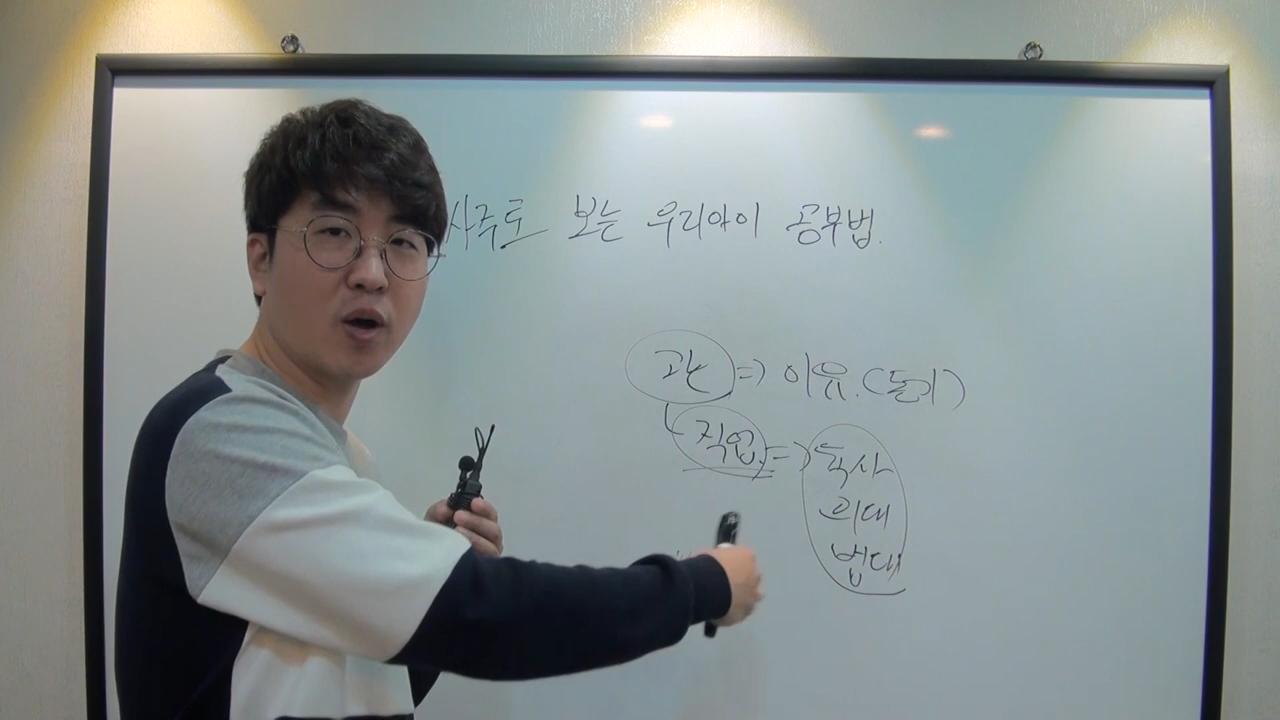 사주로 보는 우리아이 공부법.
관 => 이유. (동기)
직업. => 육사
의대
법대